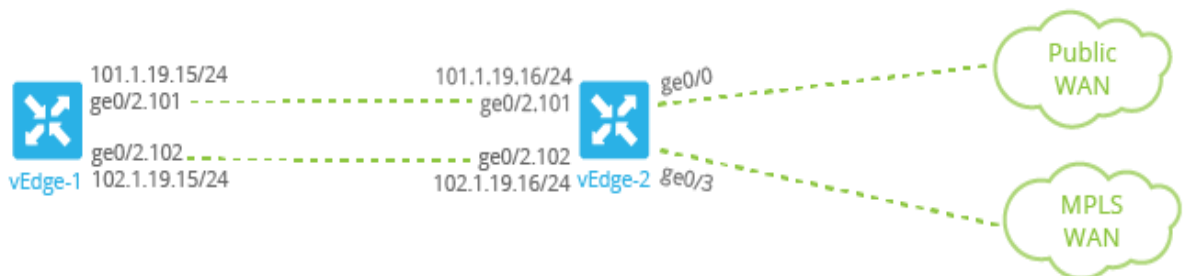 101.1.19.15/24
ge0/2.101
ge0/2.102
102.1.19.15/24
vEdge-1
101.1.19.16/24
ge0/2.101
ge0/2.102
102.1.19.16/24
vEdge-2
ge0/0
ge0/3
Public
WAN
MPLS
WAN